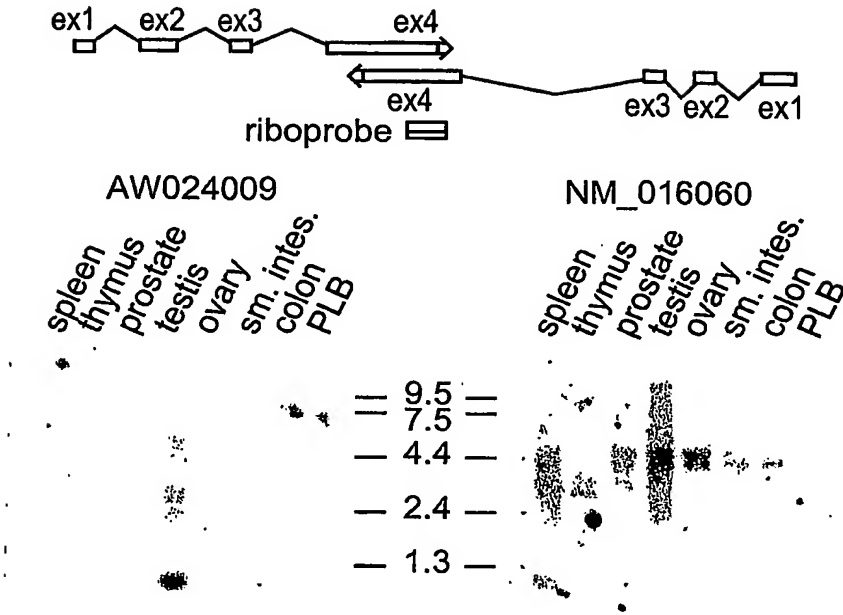 ex1 ex2 ex3 ex4
ex4 ex3 ex2 ex1
riboprobe
AW024009 NM_016060
spleen thymus prostate testis ovary sm. intes. colon PLB
spleen thymus prostate testis ovary sm. intes. colon PLB
9.5
7.5
4.4
2.4
1.3